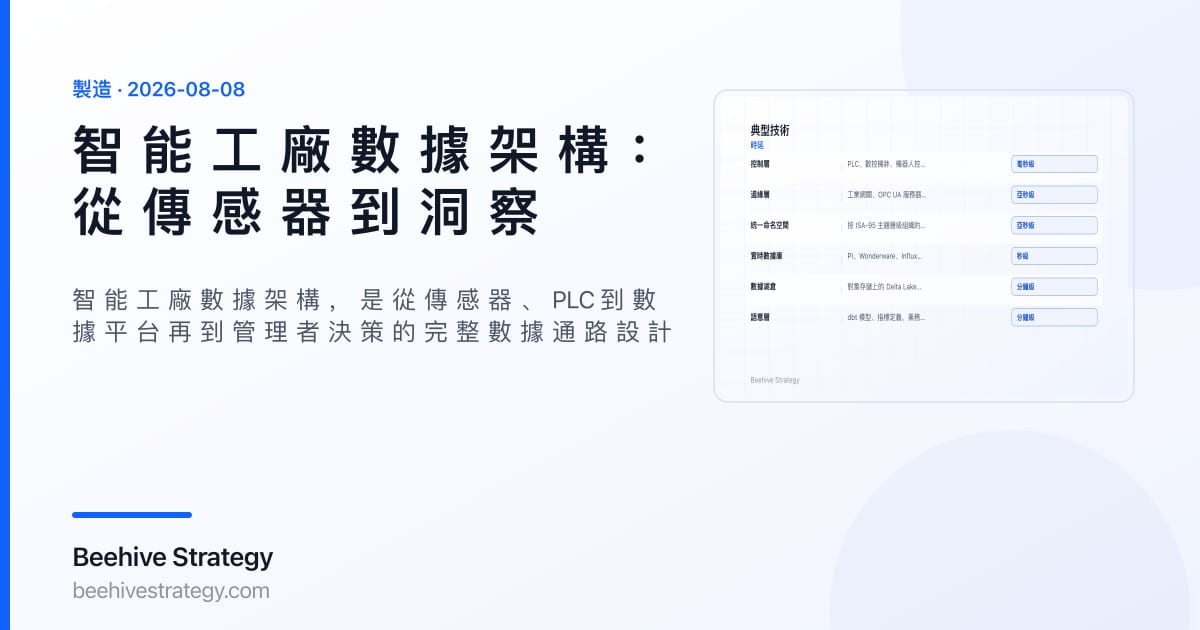 製造 · 2026-08-08
智能工廠數據架構：
從傳感器到洞察
智能工廠數據架構，是從傳感器、PLC到數
據平台再到管理者決策的完整數據通路設計
典型技術
時延
控制層 PLC、數控機牀、機器人控... 毫秒級
邊緣層 工業網關、OPC UA 服務器... 亞秒級
統一命名空間 按 ISA-95 主題層級組織的... 亞秒級
實時數據庫 PI、Wonderware、Influx... 秒級
數據湖倉 對象存儲上的 Delta Lake... 分鐘級
語意層 dbt 模型、指標定義、業務... 分鐘級
Beehive Strategy
Beehive Strategy
beehivestrategy.com